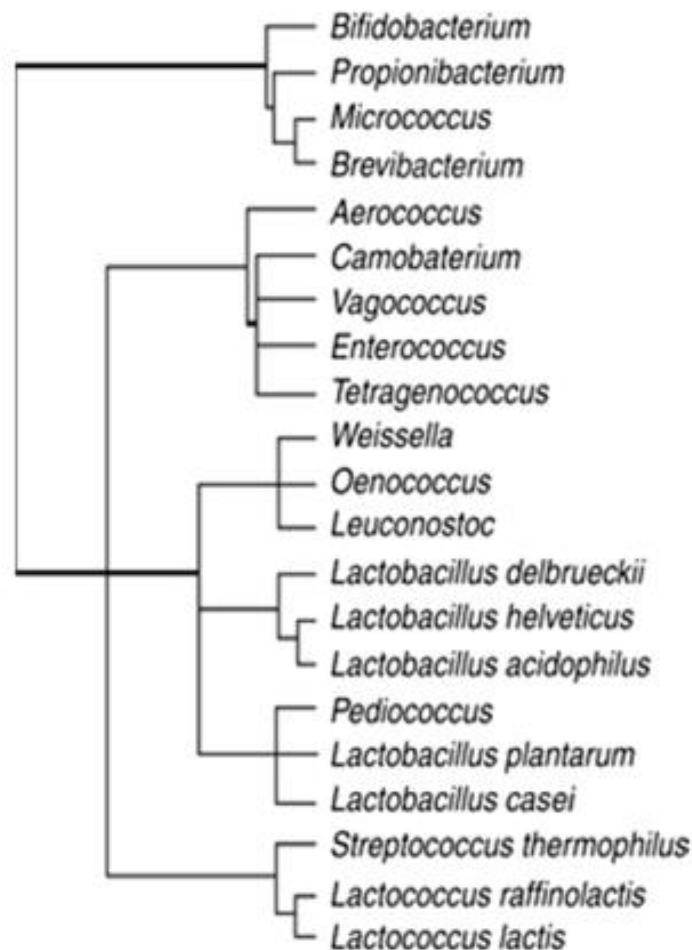 Bifidobacterium
Propionibacterium
Micrococcus
Brevibacterium
Aerococcus
Camobaterium
Vagococcus
Enterococcus
Tetragenococcus
Weissella
Oenococcus
Leuconostoc
Lactobacillus delbrueckii
Lactobacillus helveticus
Lactobacillus acidophilus
Pediococcus
Lactobacillus plantarum
Lactobacillus casei
Streptococcus thermophilus
Lactococcus raffinolactis
Lactococcus lactis